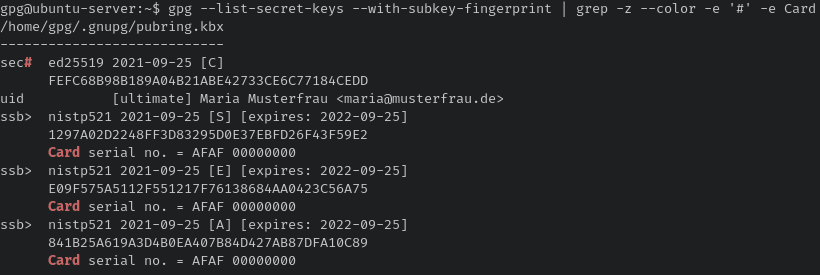 gpg@ubuntu-server:~$ gpg --list-secret-keys --with-subkey-fingerprint | grep -z --color -e '#' -e Card
/home/gpg/.gnupg/pubring.kbx
----------------------------
sec#  ed25519 2021-09-25 [C]
      FEFC68B98B189A04B21ABE42733CE6C77184CEDD
uid           [ultimate] Maria Musterfrau <maria@musterfrau.de>
ssb>  nistp521 2021-09-25 [S] [expires: 2022-09-25]
      1297A02D2248FF3D83295D0E37EBFD26F43F59E2
      Card serial no. = AFAF 00000000
ssb>  nistp521 2021-09-25 [E] [expires: 2022-09-25]
      E09F575A5112F551217F76138684AA0423C56A75
      Card serial no. = AFAF 00000000
ssb>  nistp521 2021-09-25 [A] [expires: 2022-09-25]
      841B25A619A3D4B0EA407B84D427AB87DFA10C89
      Card serial no. = AFAF 00000000